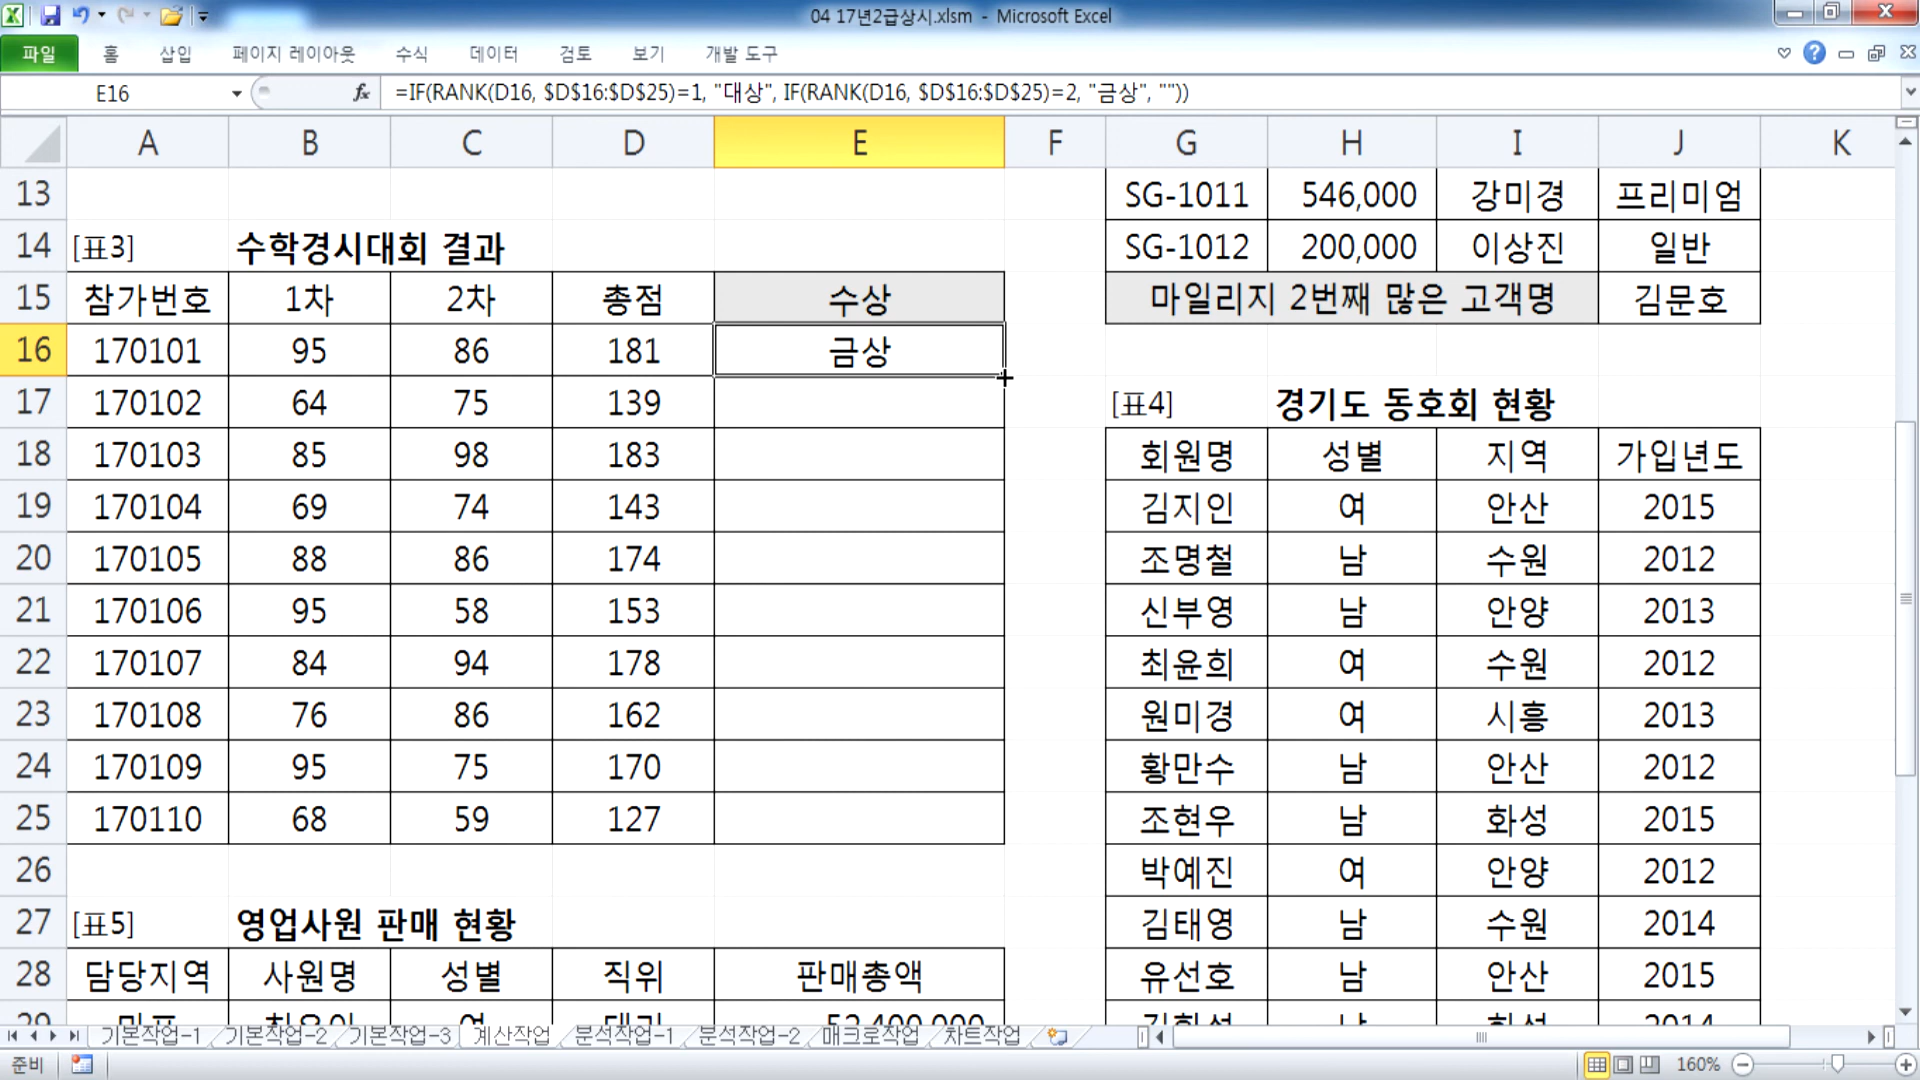 04 17년2급상시.xlsm - Microsoft Excel
파일 홈 삽입 페이지 레이아웃 수식 데이터 검토 보기 개발 도구
E16 fx =IF(RANK(D16, $D$16:$D$25)=1, "대상", IF(RANK(D16, $D$16:$D$25)=2, "금상", ""))
A B C D E F G H I J K
13 SG-1011 546,000 강미경 프리미엄
14 [표3] 수학경시대회 결과 SG-1012 200,000 이상진 일반
15 참가번호 1차 2차 총점 수상 마일리지 2번째 많은 고객명 김문호
16 170101 95 86 181 금상
17 170102 64 75 139 [표4] 경기도 동호회 현황
18 170103 85 98 183 회원명 성별 지역 가입년도
19 170104 69 74 143 김지인 여 안산 2015
20 170105 88 86 174 조명철 남 수원 2012
21 170106 95 58 153 신부영 남 안양 2013
22 170107 84 94 178 최윤희 여 수원 2012
23 170108 76 86 162 원미경 여 시흥 2013
24 170109 95 75 170 황만수 남 안산 2012
25 170110 68 59 127 조현우 남 화성 2015
26 박예진 여 안양 2012
27 [표5] 영업사원 판매 현황 김태영 남 수원 2014
28 담당지역 사원명 성별 직위 판매총액 유선호 남 안산 2015
29 52,400,000 2014
기본작업-1 기본작업-2 기본작업-3 계산작업 분석작업-1 분석작업-2 매크로작업 차트작업
준비 160%